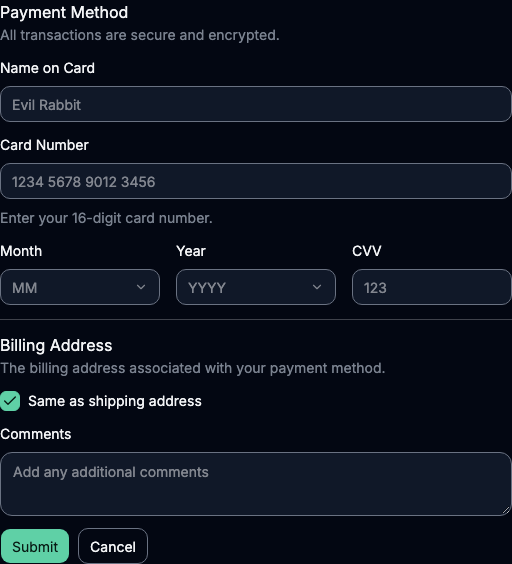 Payment Method
All transactions are secure and encrypted.
Name on Card
Evil Rabbit
Card Number
1234 5678 9012 3456
Enter your 16-digit card number.
Month Year CVV
MM YYYY 123
Billing Address
The billing address associated with your payment method.
Same as shipping address
Comments
Add any additional comments
Submit Cancel